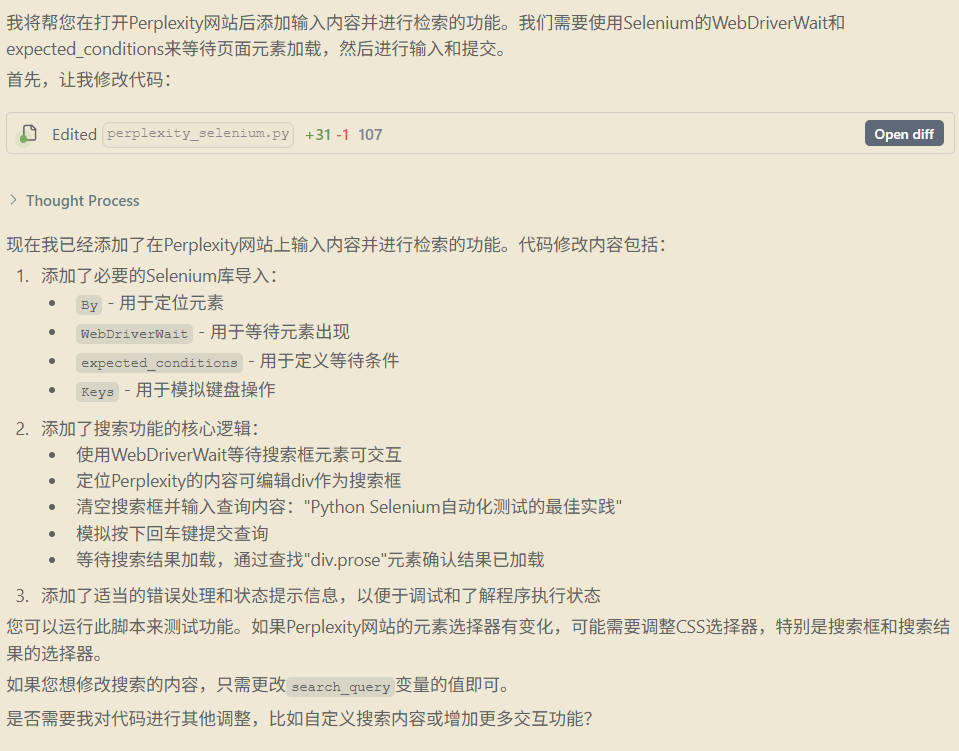 我将帮您在打开Perplexity网站后添加输入内容并进行检索的功能。我们需要使用Selenium的WebDriverWait和
expected_conditions来等待页面元素加载，然后进行输入和提交。
首先，让我修改代码：
Edited perplexity_selenium.py +31 -1 107 Open diff
Thought Process
现在我已经添加了在Perplexity网站上输入内容并进行检索的功能。代码修改内容包括：
1. 添加了必要的Selenium库导入：
• By - 用于定位元素
• WebDriverWait - 用于等待元素出现
• expected_conditions - 用于定义等待条件
• Keys - 用于模拟键盘操作
2. 添加了搜索功能的核心逻辑：
• 使用WebDriverWait等待搜索框元素可交互
• 定位Perplexity的内容可编辑div作为搜索框
• 清空搜索框并输入查询内容："Python Selenium自动化测试的最佳实践"
• 模拟按下回车键提交查询
• 等待搜索结果加载，通过查找"div.prose"元素确认结果已加载
3. 添加了适当的错误处理和状态提示信息，以便于调试和了解程序执行状态
您可以运行此脚本来测试功能。如果Perplexity网站的元素选择器有变化，可能需要调整CSS选择器，特别是搜索框和搜索结
果的选择器。
如果您想修改搜索的内容，只需更改search_query变量的值即可。
是否需要我对代码进行其他调整，比如自定义搜索内容或增加更多交互功能？